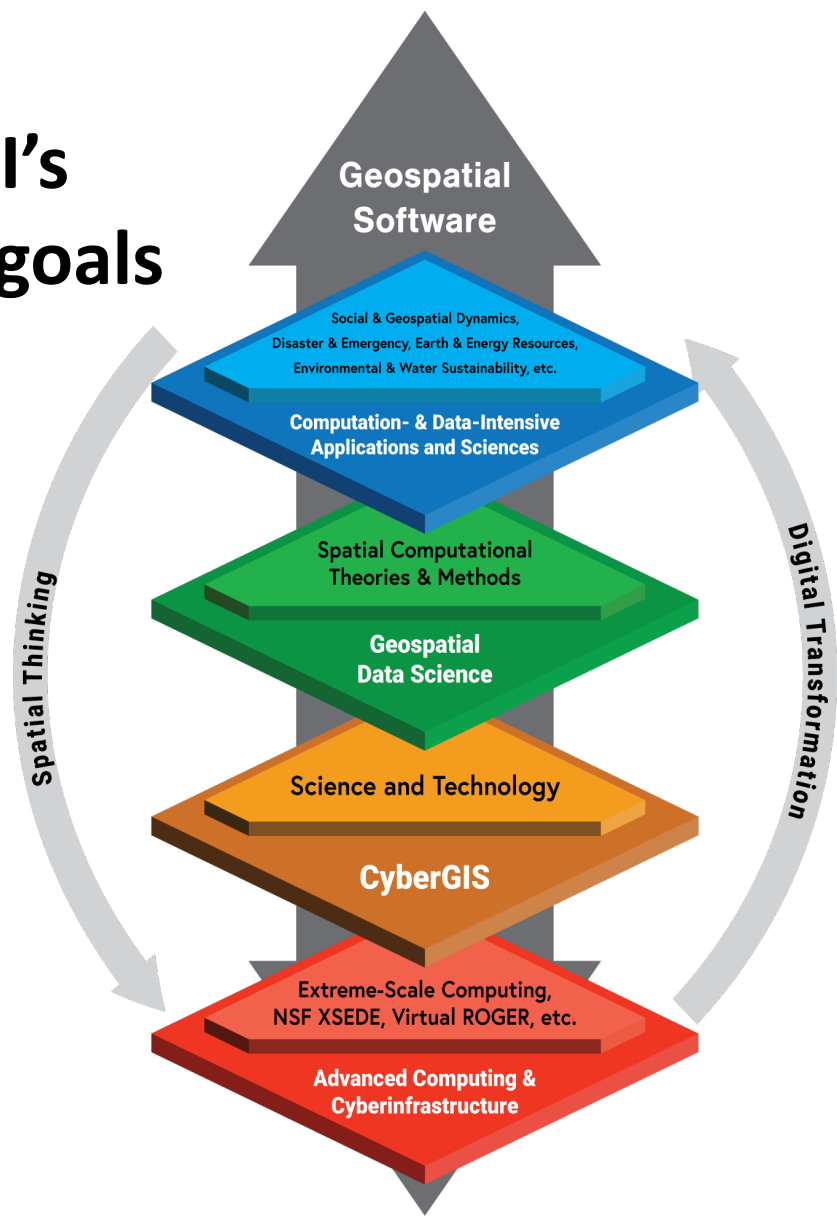 I's
goals
Geospatial
Software
Social & Geospatial Dynamics,
Disaster & Emergency, Earth & Energy Resources,
Environmental & Water Sustainability, etc.
Computation- & Data-Intensive
Applications and Sciences
Spatial Computational
Theories & Methods
Geospatial
Data Science
Science and Technology
CyberGIS
Extreme-Scale Computing,
NSF XSEDE, Virtual ROGER, etc.
Advanced Computing &
Cyberinfrastructure
Spatial Thinking
Digital Transformation